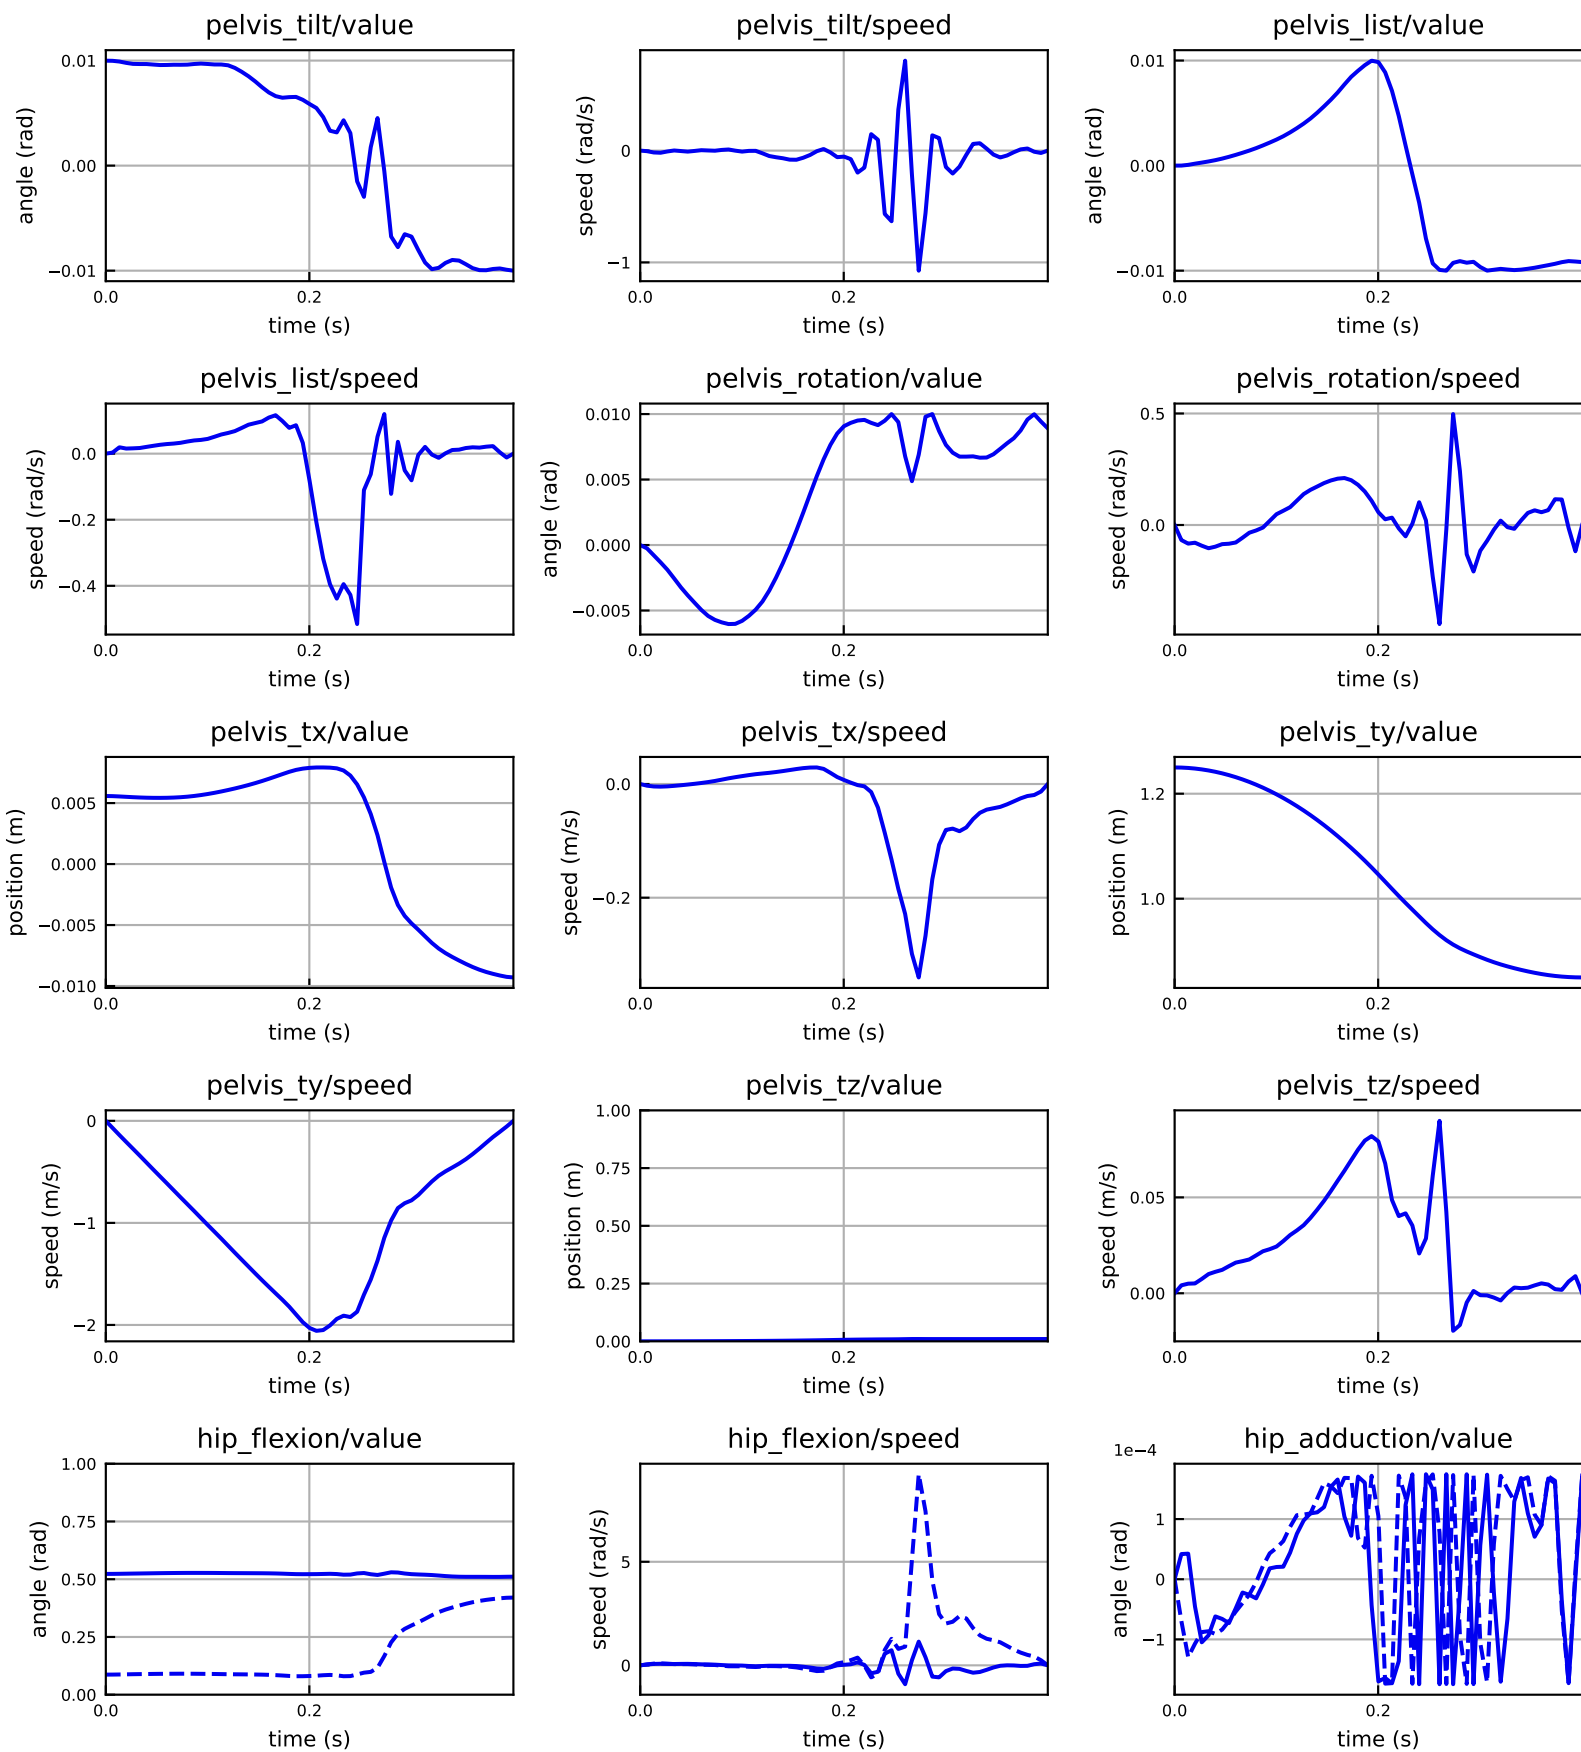 pelvis_tilt/value
pelvis_tilt/speed
pelvis_list/value
angle (rad)
0.01
0.00
−0.01
0.0
0.2
time (s)
speed (rad/s)
0
−1
0.0
0.2
time (s)
angle (rad)
0.01
0.00
−0.01
0.0
0.2
time (s)
pelvis_list/speed
pelvis_rotation/value
pelvis_rotation/speed
speed (rad/s)
0.0
−0.2
−0.4
0.0
0.2
time (s)
angle (rad)
0.010
0.005
0.000
−0.005
0.0
0.2
time (s)
speed (rad/s)
0.5
0.0
0.0
0.2
time (s)
pelvis_tx/value
pelvis_tx/speed
pelvis_ty/value
position (m)
0.005
0.000
−0.005
−0.010
0.0
0.2
time (s)
speed (m/s)
0.0
−0.2
0.0
0.2
time (s)
position (m)
1.2
1.0
0.0
0.2
time (s)
pelvis_ty/speed
pelvis_tz/value
pelvis_tz/speed
speed (m/s)
0
−1
−2
0.0
0.2
time (s)
position (m)
1.00
0.75
0.50
0.25
0.00
0.0
0.2
time (s)
speed (m/s)
0.05
0.00
0.0
0.2
time (s)
hip_flexion/value
hip_flexion/speed
hip_adduction/value
angle (rad)
1.00
0.75
0.50
0.25
0.00
0.0
0.2
time (s)
speed (rad/s)
5
0
0.0
0.2
time (s)
1e−4
angle (rad)
1
0
−1
0.0
0.2
time (s)